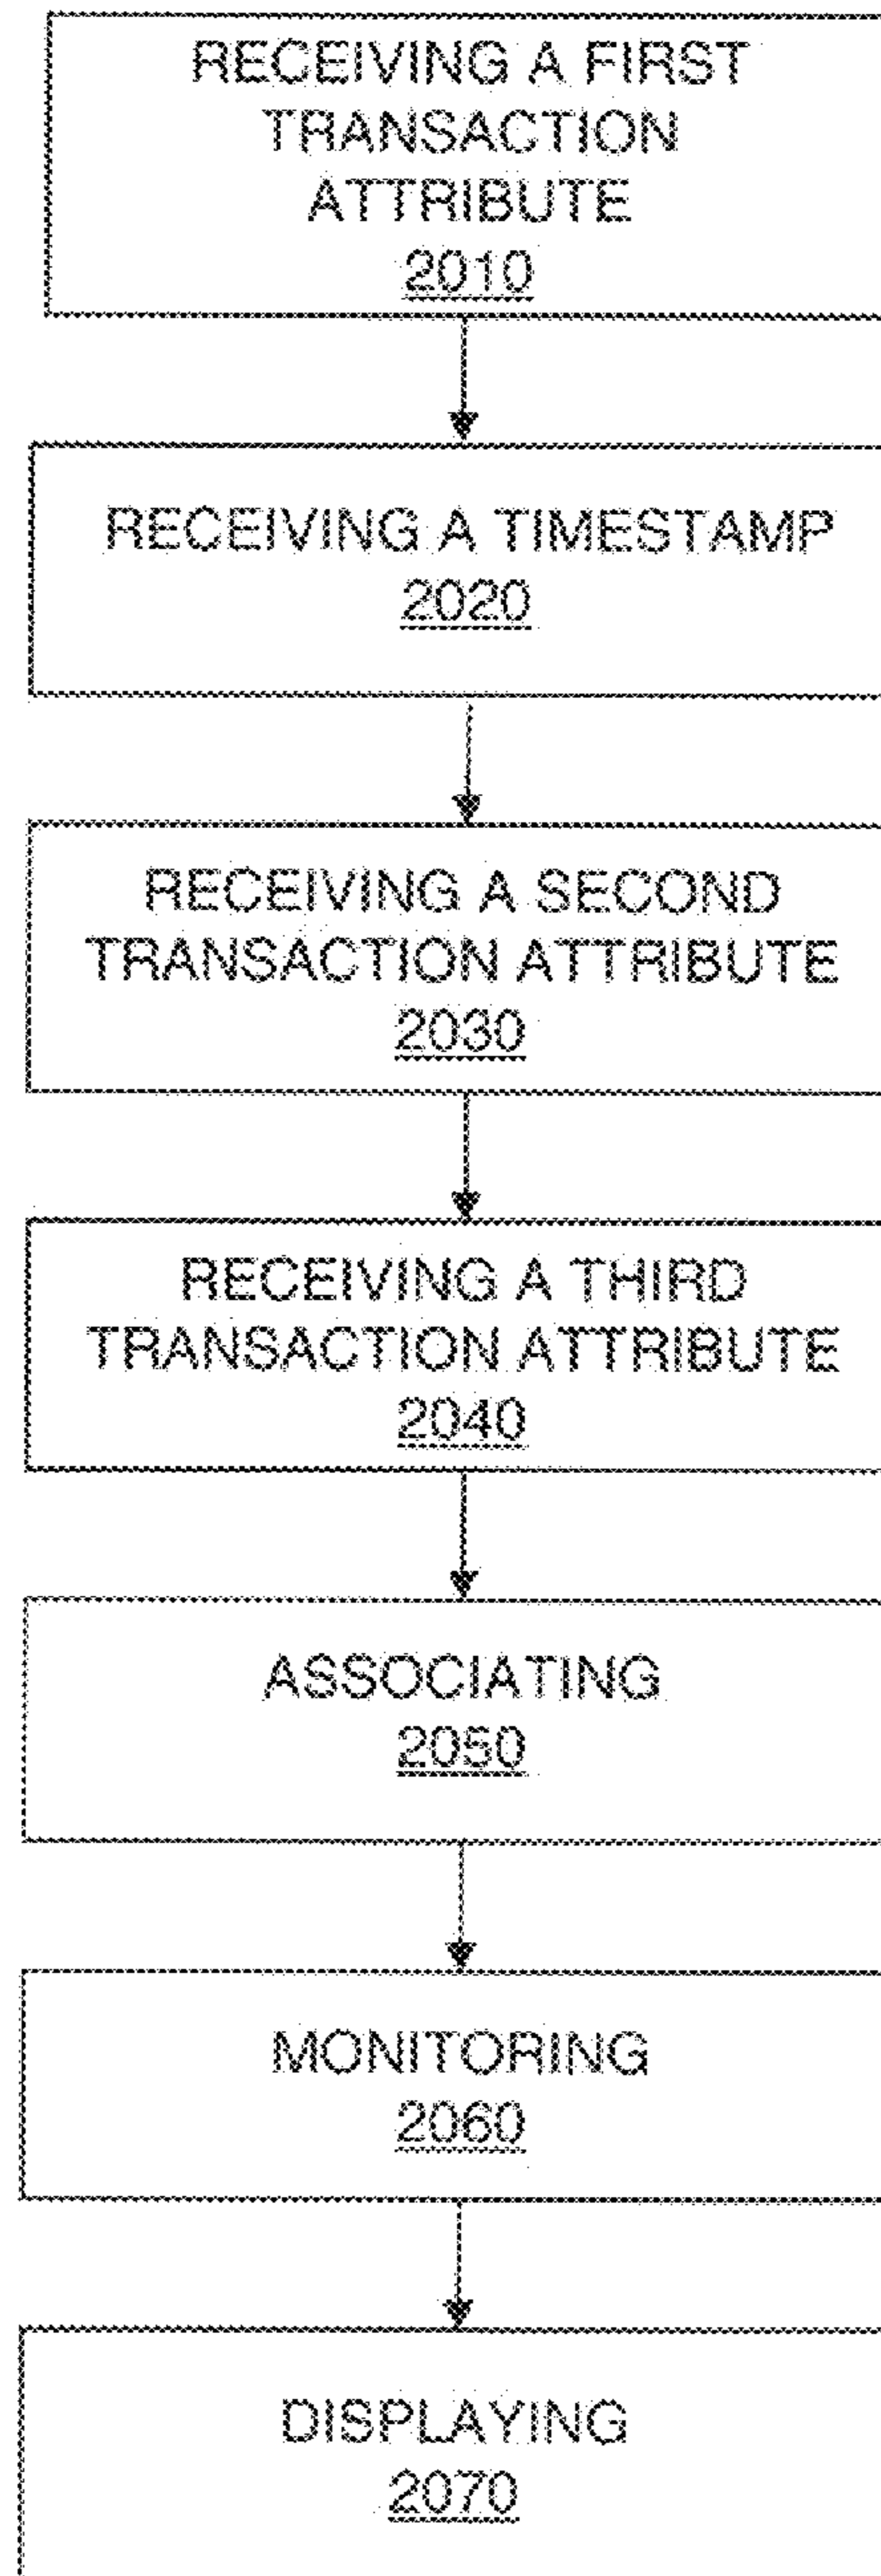 RECEIVING A FIRST
TRANSACTION
ATTRIBUTE
2010
RECEIVING A TIMESTAMP
2020
RECEIVING A SECOND
TRANSACTION ATTRIBUTE
2030
RECEIVING A THIRD
TRANSACTION ATTRIBUTE
2040
ASSOCIATING
2050
MONITORING
2060
DISPLAYING
2070